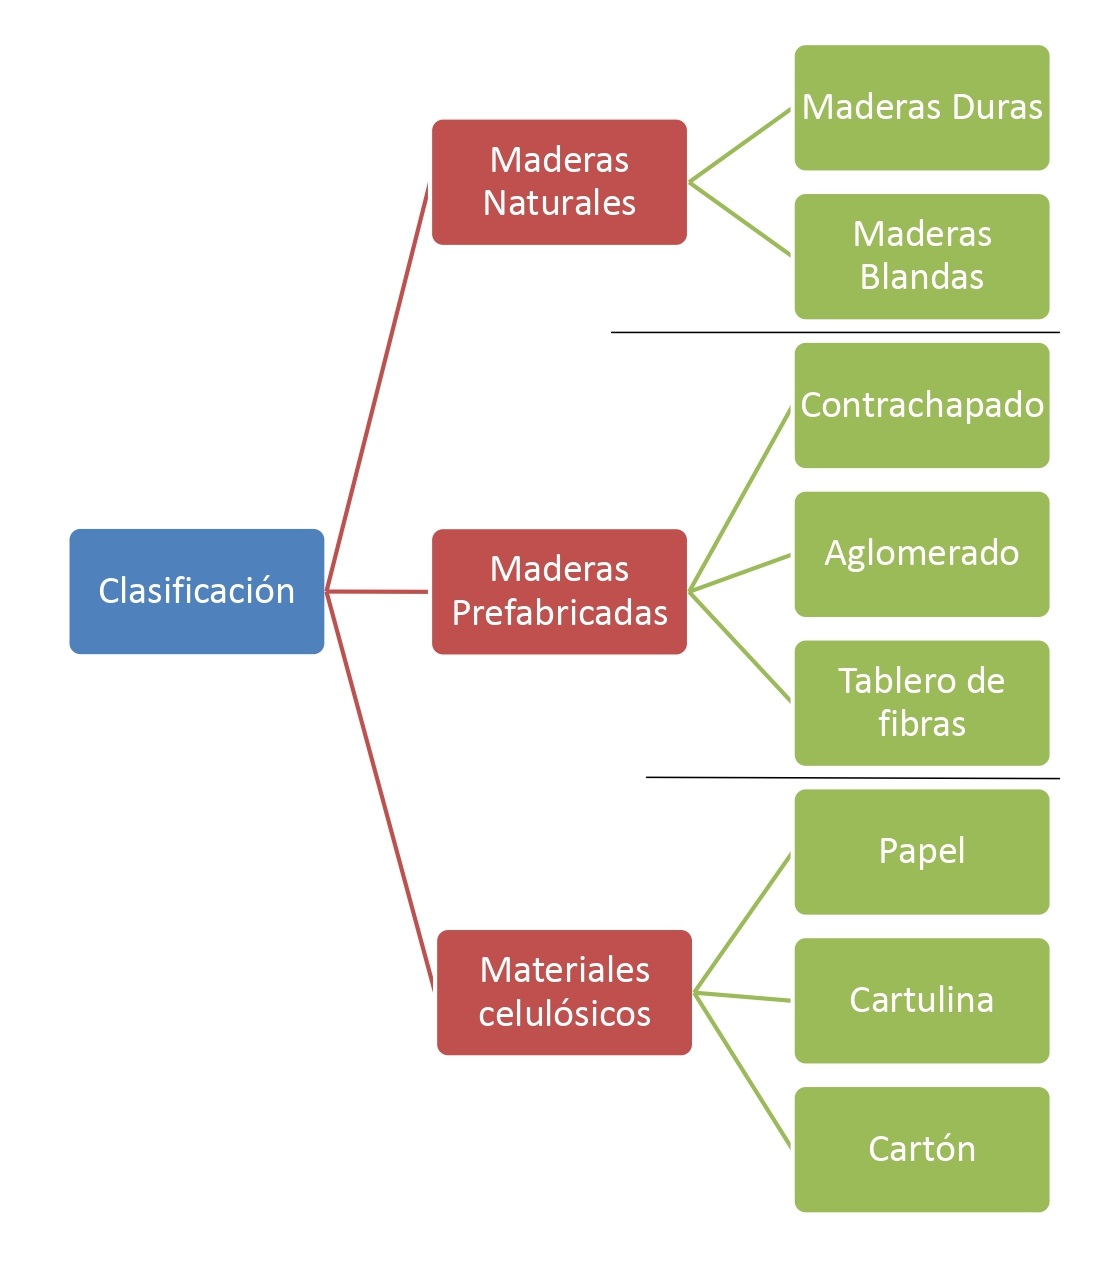 Clasificación
Maderas
Naturales
Maderas Duras
Maderas
Blandas
Maderas
Prefabricadas
Contrachapado
Aglomerado
Tablero de
fibras
Materiales
celulósicos
Papel
Cartulina
Cartón